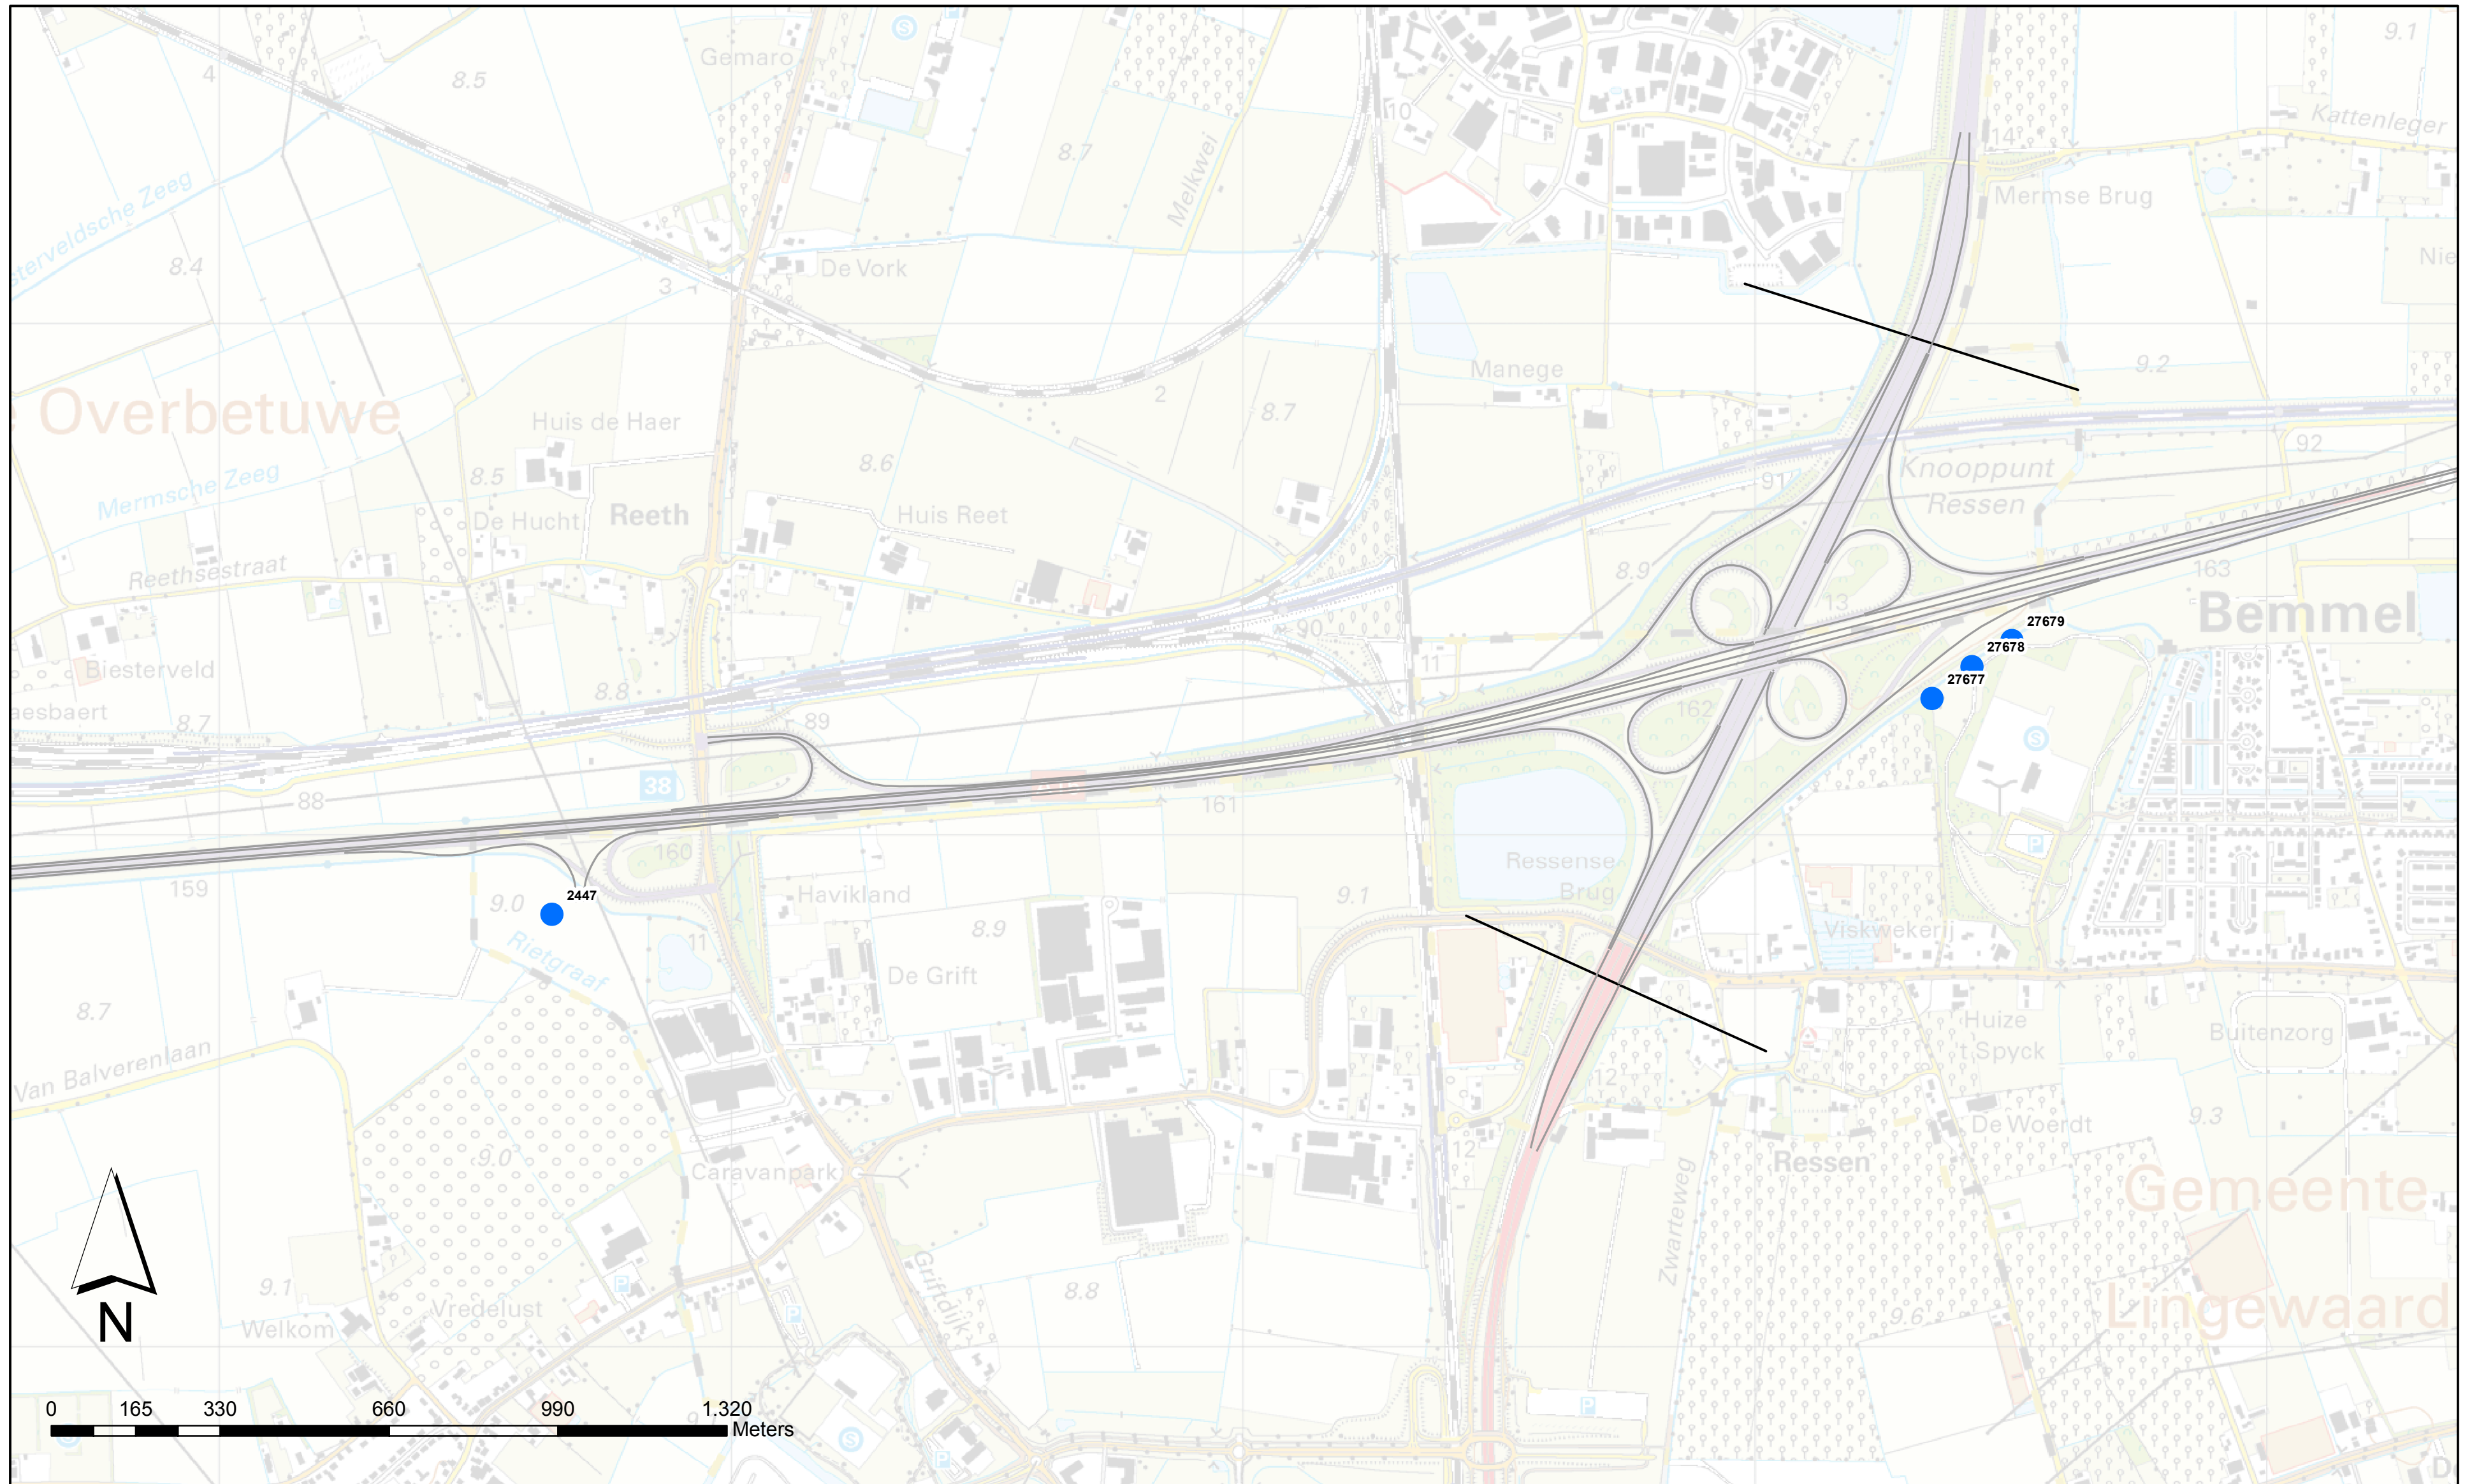 Gemaro
9.1
4
8.5
10
Kattenleger
14
8.7
Melkwei
Mermse Brug
8.4
De Vork
Nie
3
Manege
9.2
2
Overbetuwe
Huis de Haer
8.7
8.6
92
Mermsche Zeeg
8.5
Knooppunt
Ressen
91
De Hucht
Reeth
Huis Reet
Reethsestraat
8.9
163
13
Bemmel
27679
90
27678
11
Biesterveld
27677
8.8
aesbaert
8.7
89
162
38
88
161
160
Ressense
Brug
159
9.0
2447
Havikland
9.1
Rietgraaf
11
8.9
Viskwekerij
De Grift
8.7
Huize
't Spyck
Buitenzorg
Van Balverenlaan
12
9.3
De Woerdt
12
9.0
Caravanpark
Ressen
Gemeente
Zwarteweg
N
9.1
Griftdijk
8.8
Vredelust
Welkom
9.6
Lingewaard
0 165 330 660 990 1.320
Meters